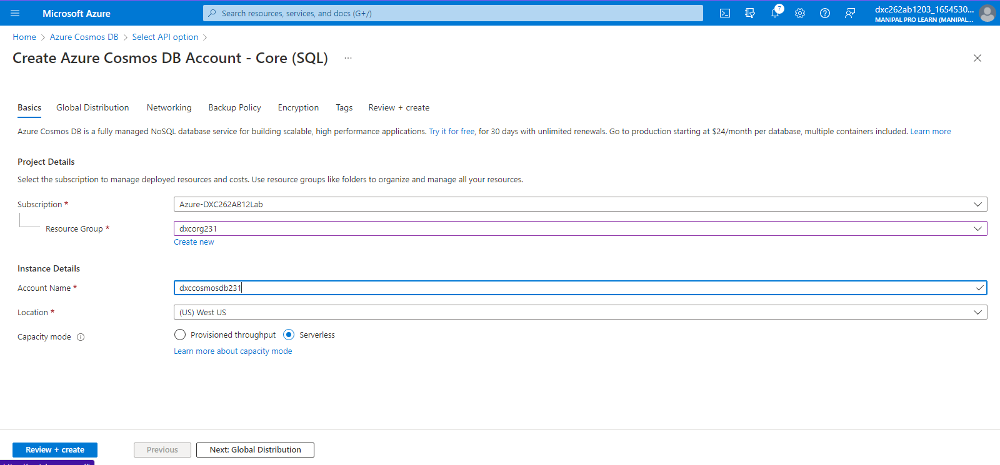 Microsoft Azure
Search resources, services, and docs (G+/)
7
dxc262ab1203_1654530...
MANIPAL PRO LEARN (MANIPAL...
Home > Azure Cosmos DB > Select API option >
Create Azure Cosmos DB Account - Core (SQL) ...
Basics Global Distribution Networking Backup Policy Encryption Tags Review + create
Azure Cosmos DB is a fully managed NoSQL database service for building scalable, high performance applications. Try it for free, for 30 days with unlimited renewals. Go to production starting at $24/month per database, multiple containers included. Learn more
Project Details
Select the subscription to manage deployed resources and costs. Use resource groups like folders to organize and manage all your resources.
Subscription * Azure-DXC262AB12Lab
Resource Group * dxcorg231
Create new
Instance Details
Account Name * dxccosmosdb231
Location * (US) West US
Capacity mode Provisioned throughput Serverless
Learn more about capacity mode
Review + create Previous Next: Global Distribution